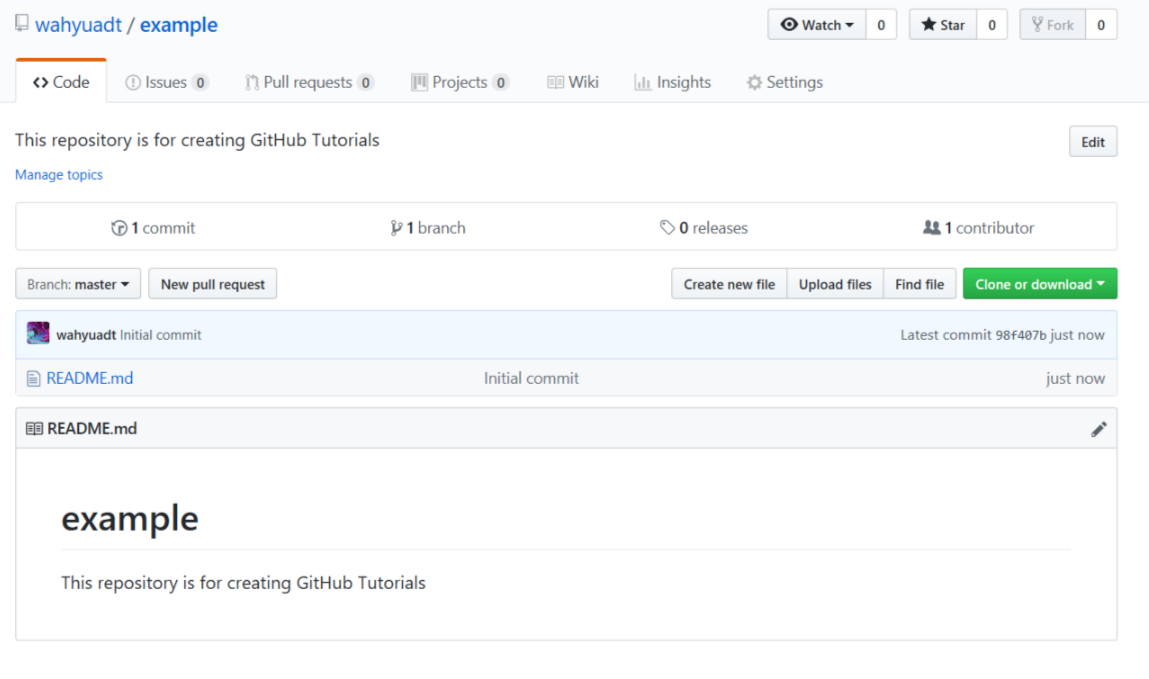 wahyuadt / example
Watch 0 Star 0 Fork 0
Code Issues 0 Pull requests 0 Projects 0 Wiki Insights Settings
This repository is for creating GitHub Tutorials
Edit
Manage topics
1 commit 1 branch 0 releases 1 contributor
Branch: master New pull request Create new file Upload files Find file Clone or download
wahyuadt Initial commit Latest commit 98f407b just now
README.md Initial commit just now
README.md
example
This repository is for creating GitHub Tutorials